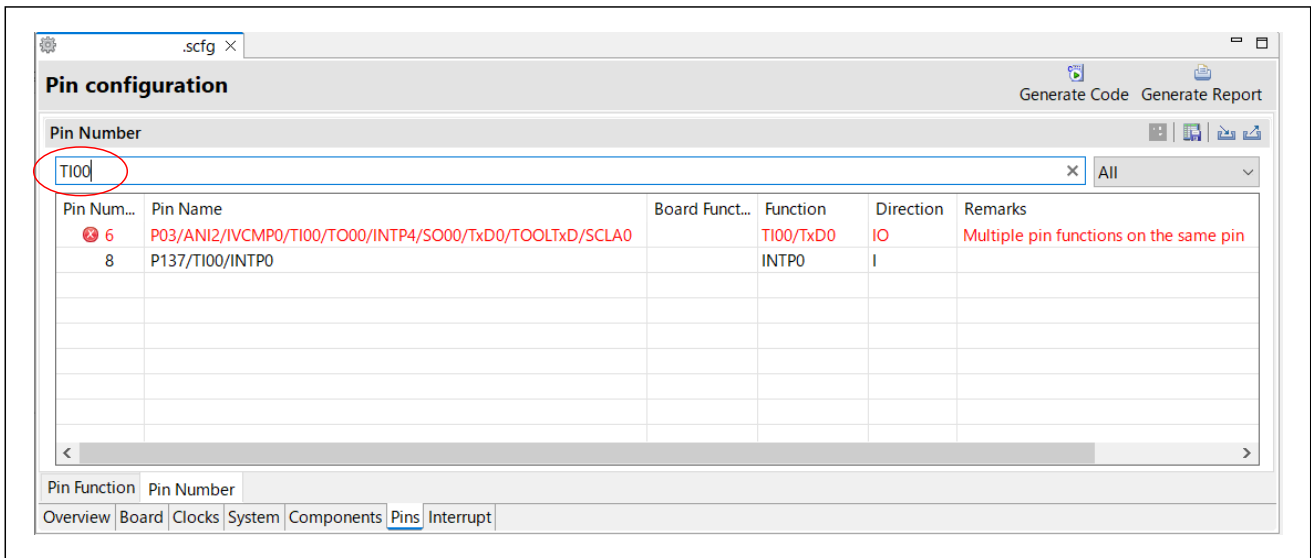 .scfg
Pin configuration
Generate Code Generate Report
Pin Number
TI00 All
Pin Num... Pin Name Board Funct... Function Direction Remarks
6 P03/ANI2/IVCMP0/TI00/TO00/INTP4/SO00/TxD0/TOOLTxD/SCLA0 TI00/TxD0 IO Multiple pin functions on the same pin
8 P137/TI00/INTP0 INTP0 I
Pin Function Pin Number
Overview Board Clocks System Components Pins Interrupt